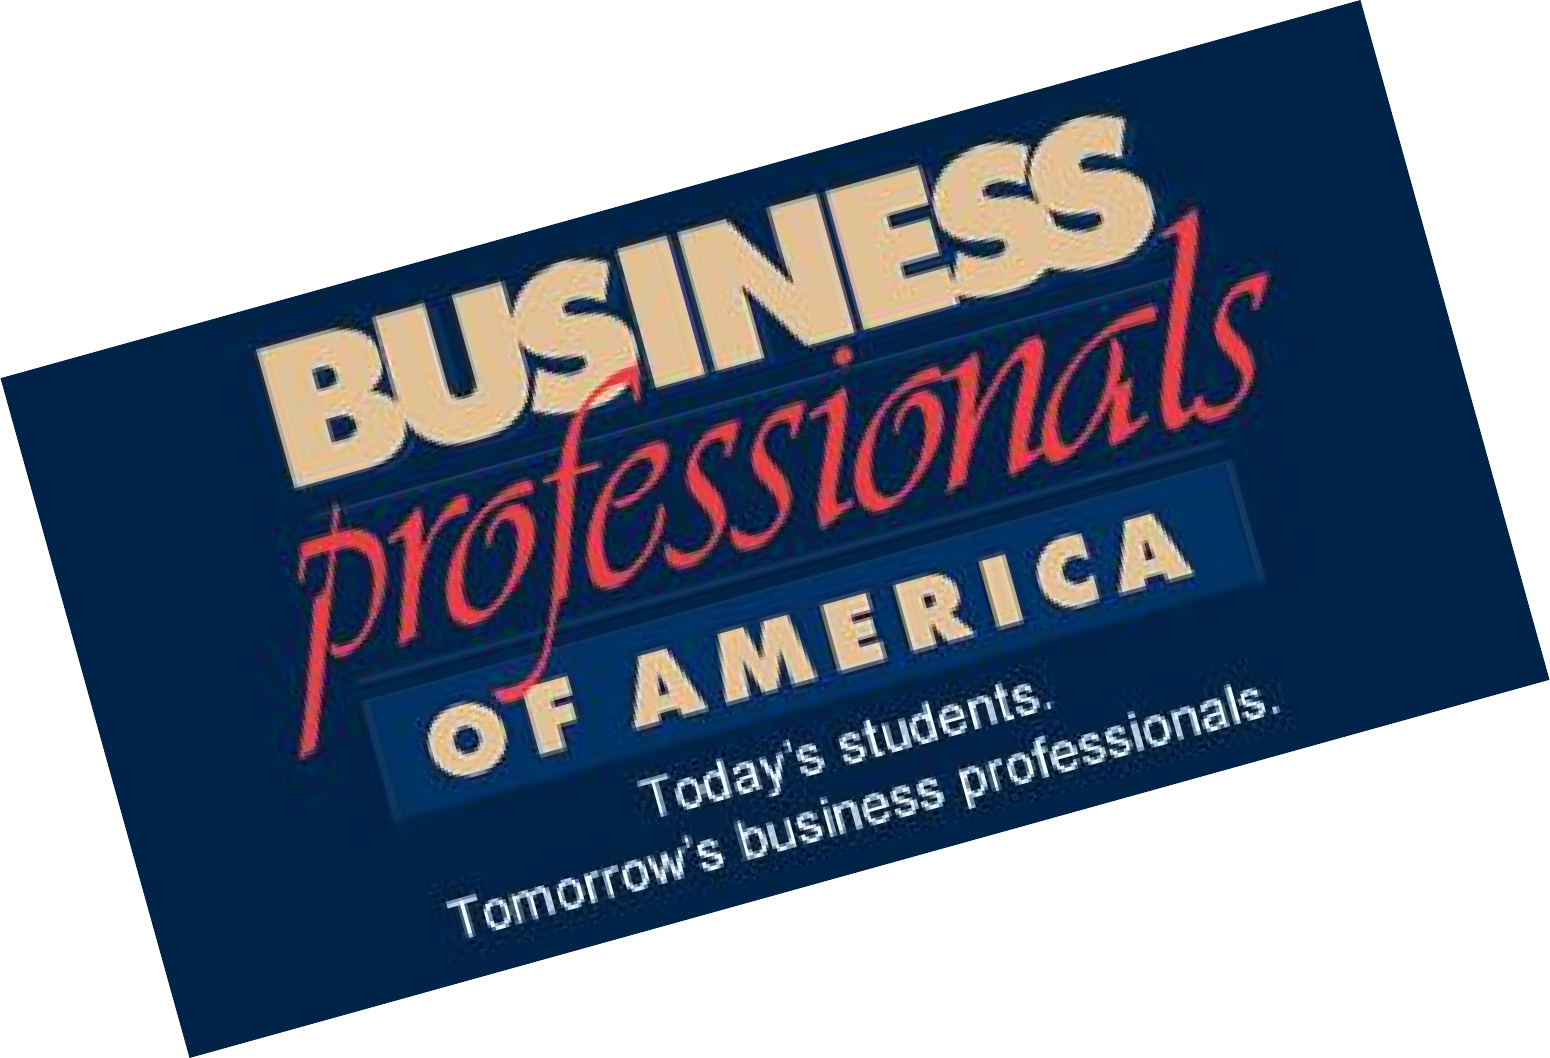 BUSINESS
professionals
OF AMERICA
Today's students.
Tomorrow's business professionals.